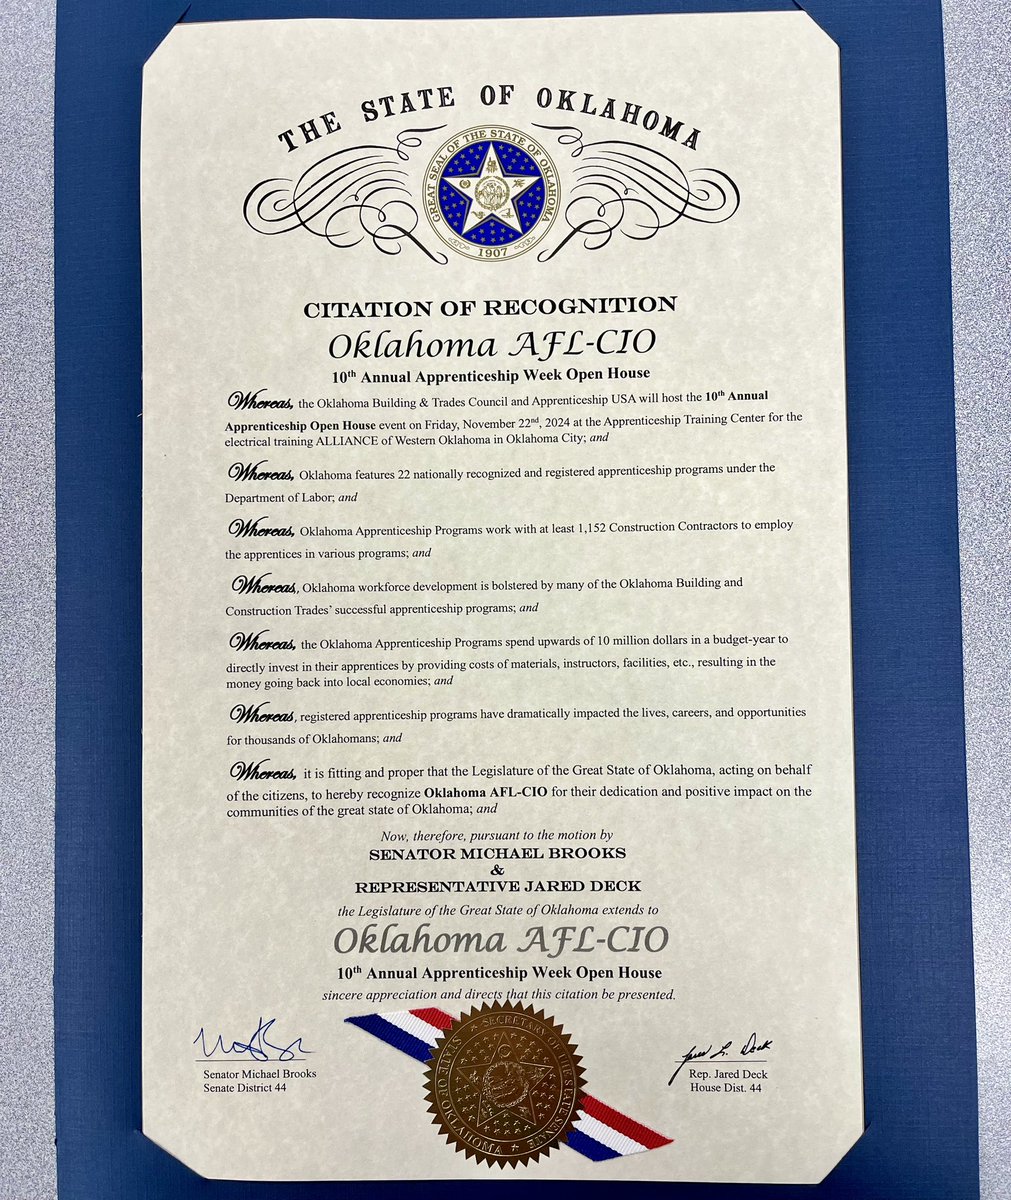 THE STATE OF OKLAHOMA
GREAT SEAL OF THE STATE OF OKLAHOMA
1907
CITATION OF RECOGNITION
Oklahoma AFL-CIO
10th Annual Apprenticeship Week Open House
Whereas, the Oklahoma Building & Trades Council and Apprenticeship USA will host the 10th Annual
Apprenticeship Open House event on Friday, November 22nd, 2024 at the Apprenticeship Training Center for the
electrical training ALLIANCE of Western Oklahoma in Oklahoma City; and
Whereas, Oklahoma features 22 nationally recognized and registered apprenticeship programs under the
Department of Labor; and
Whereas, Oklahoma Apprenticeship Programs work with at least 1,152 Construction Contractors to employ
the apprentices in various programs; and
Whereas, Oklahoma workforce development is bolstered by many of the Oklahoma Building and
Construction Trades' successful apprenticeship programs; and
Whereas, the Oklahoma Apprenticeship Programs spend upwards of 10 million dollars in a budget-year to
directly invest in their apprentices by providing costs of materials, instructors, facilities, etc., resulting in the
money going back into local economies; and
Whereas, registered apprenticeship programs have dramatically impacted the lives, careers, and opportunities
for thousands of Oklahomans; and
Whereas, it is fitting and proper that the Legislature of the Great State of Oklahoma, acting on behalf
of the citizens, to hereby recognize Oklahoma AFL-CIO for their dedication and positive impact on the
communities of the great state of Oklahoma; and
Now, therefore, pursuant to the motion by
SENATOR MICHAEL BROOKS
&
REPRESENTATIVE JARED DECK
the Legislature of the Great State of Oklahoma extends to
Oklahoma AFL-CIO
10th Annual Apprenticeship Week Open House
sincere appreciation and directs that this citation be presented.
Jared L. Deck
Senator Michael Brooks
Senate District 44
Rep. Jared Deck
House Dist. 44
SECRETARY OF THE SENATE
STATE OF OKLAHOMA